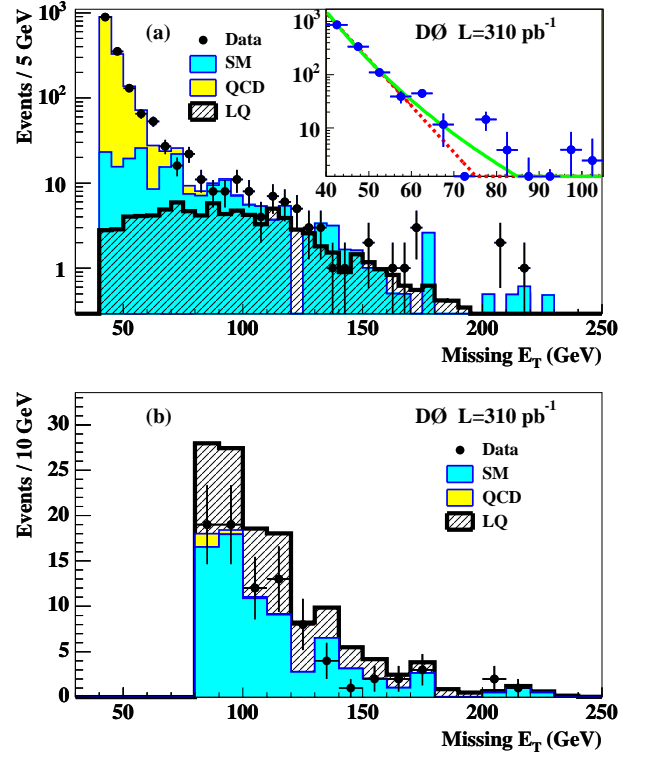 Events / 5 GeV
(a)
Data
SM
QCD
LQ
10³
10²
10
1
DØ L=310 pb⁻¹
10³
10²
10
40 50 60 70 80 90 100
50 100 150 200 250
Missing E_T (GeV)
Events / 10 GeV
(b)
DØ L=310 pb⁻¹
Data
SM
QCD
LQ
30
25
20
15
10
5
0
50 100 150 200 250
Missing E_T (GeV)